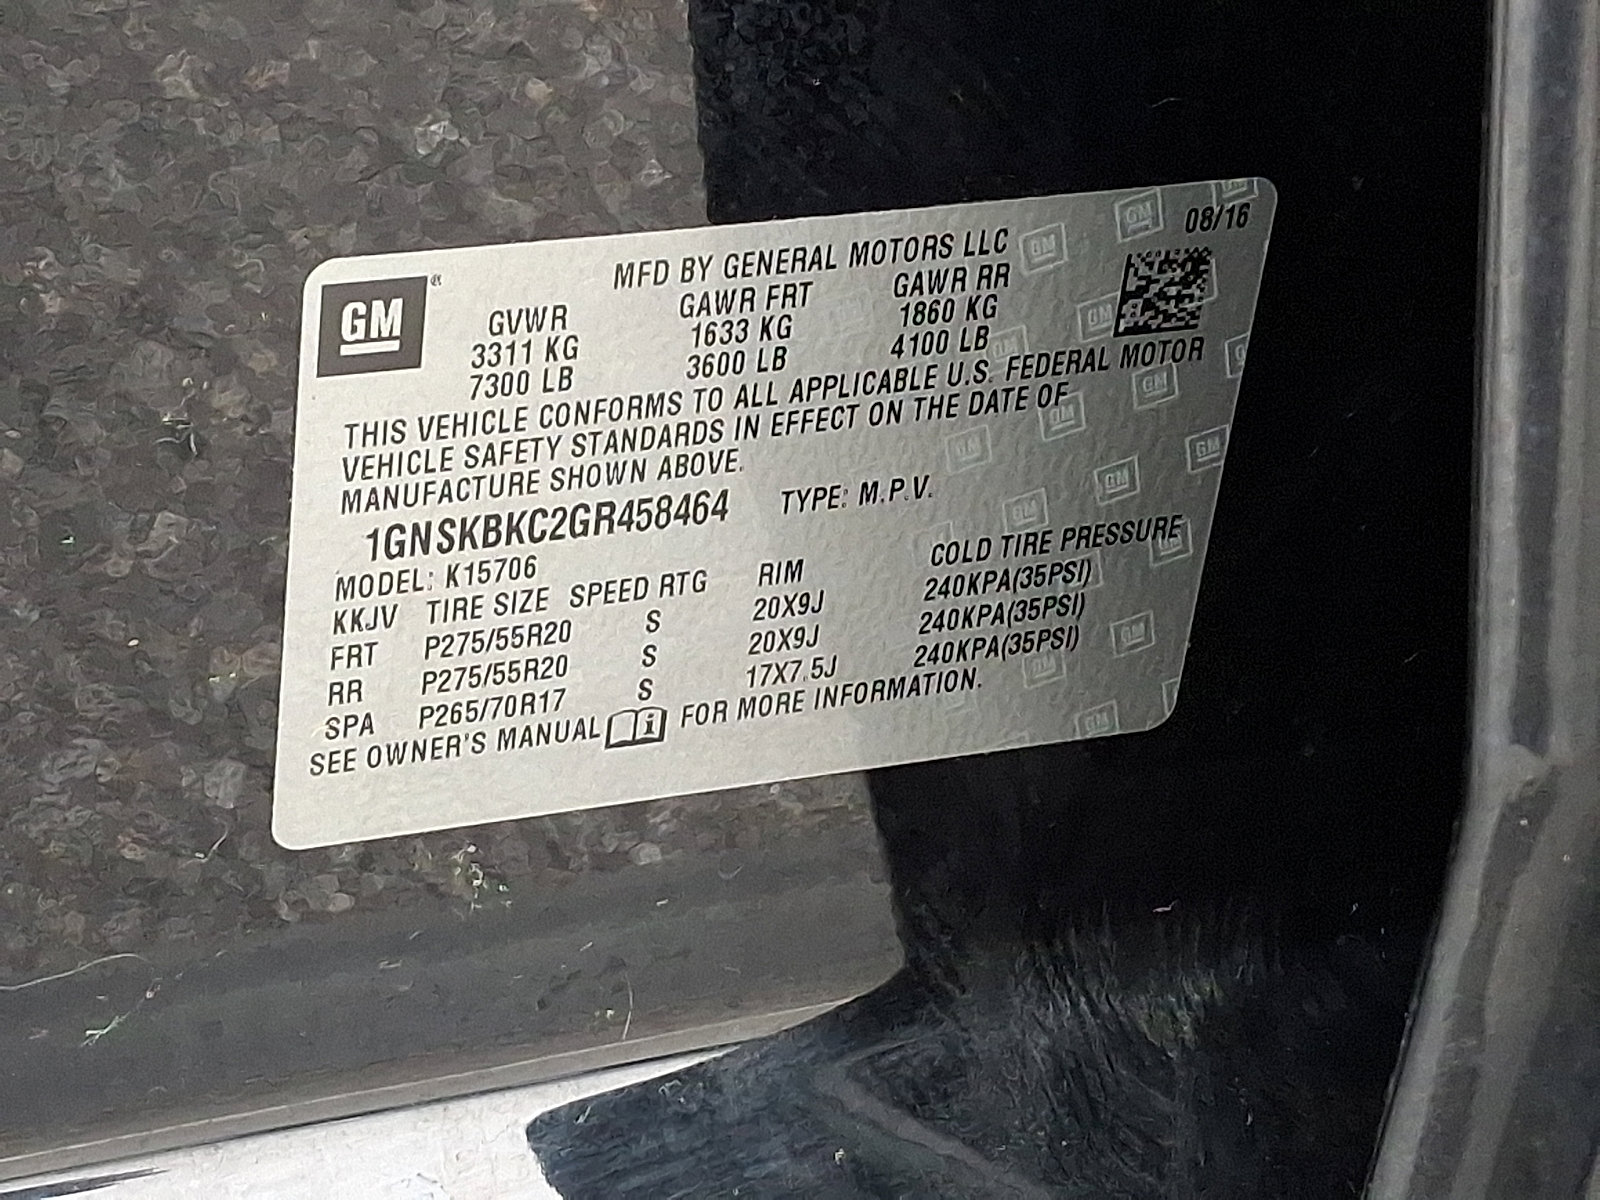 08/16
MFD BY GENERAL MOTORS LLC
GM®
GVWR GAWR FRT GAWR RR
3311 KG 1633 KG 1860 KG
7300 LB 3600 LB 4100 LB
THIS VEHICLE CONFORMS TO ALL APPLICABLE U.S. FEDERAL MOTOR
VEHICLE SAFETY STANDARDS IN EFFECT ON THE DATE OF
MANUFACTURE SHOWN ABOVE.
1GNSKBKC2GR458464 TYPE: M.P.V.
MODEL: K15706
KKJV TIRE SIZE SPEED RTG RIM COLD TIRE PRESSURE
FRT P275/55R20 S 20X9J 240KPA(35PSI)
RR P275/55R20 S 20X9J 240KPA(35PSI)
SPA P265/70R17 S 17X7.5J 240KPA(35PSI)
SEE OWNER'S MANUAL i FOR MORE INFORMATION.